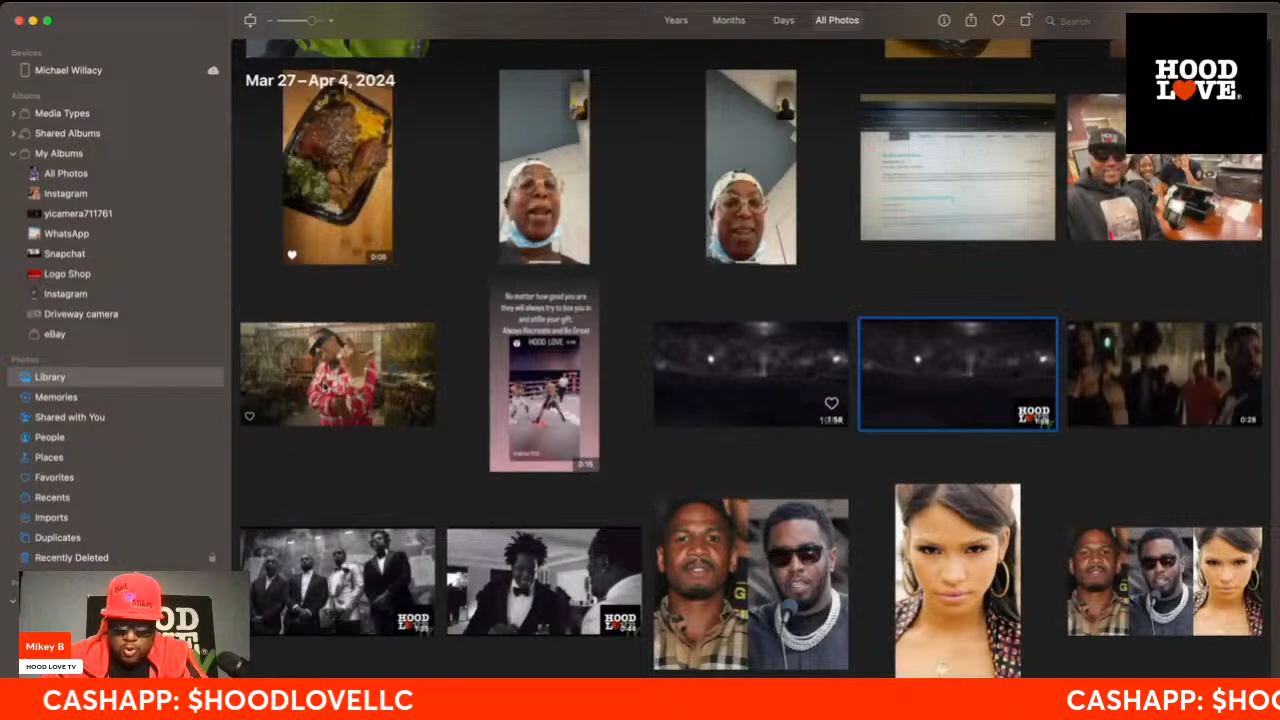 Years
Months
Days
All Photos
Search
HOOD
LOVE
Devices
Michael Willacy
Albums
Media Types
Shared Albums
My Albums
All Photos
Instagram
yicamera711761
WhatsApp
Snapchat
Logo Shop
Instagram
Driveway camera
eBay
Photos
Library
Memories
Shared with You
People
Places
Favorites
Recents
Imports
Duplicates
Recently Deleted
Mar 27 – Apr 4, 2024
0:05
No matter how good you are
they will always try to box you in
and stifle your gift.
Always Recreate and Be Great
HOOD LOVE
0:15
HOOD
0:28
HOOD
HOOD
Mikey B
HOOD LOVE TV
CASHAPP: $HOODLOVELLC
CASHAPP: $HOO